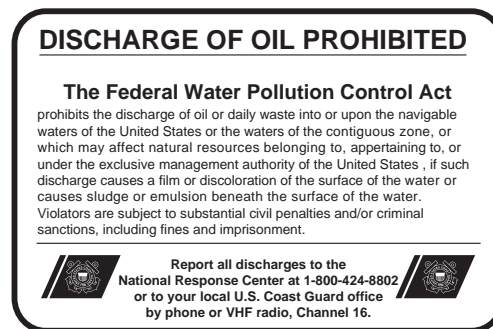 DISCHARGE OF OIL PROHIBITED
The Federal Water Pollution Control Act
prohibits the discharge of oil or daily waste into or upon the navigable
waters of the United States or the waters of the contiguous zone, or
which may affect natural resources belonging to, appertaining to, or
under the exclusive management authority of the United States , if such
discharge causes a film or discoloration of the surface of the water or
causes sludge or emulsion beneath the surface of the water.
Violators are subject to substantial civil penalties and/or criminal
sanctions, including fines and imprisonment.
Report all discharges to the
National Response Center at 1-800-424-8802
or to your local U.S. Coast Guard office
by phone or VHF radio, Channel 16.